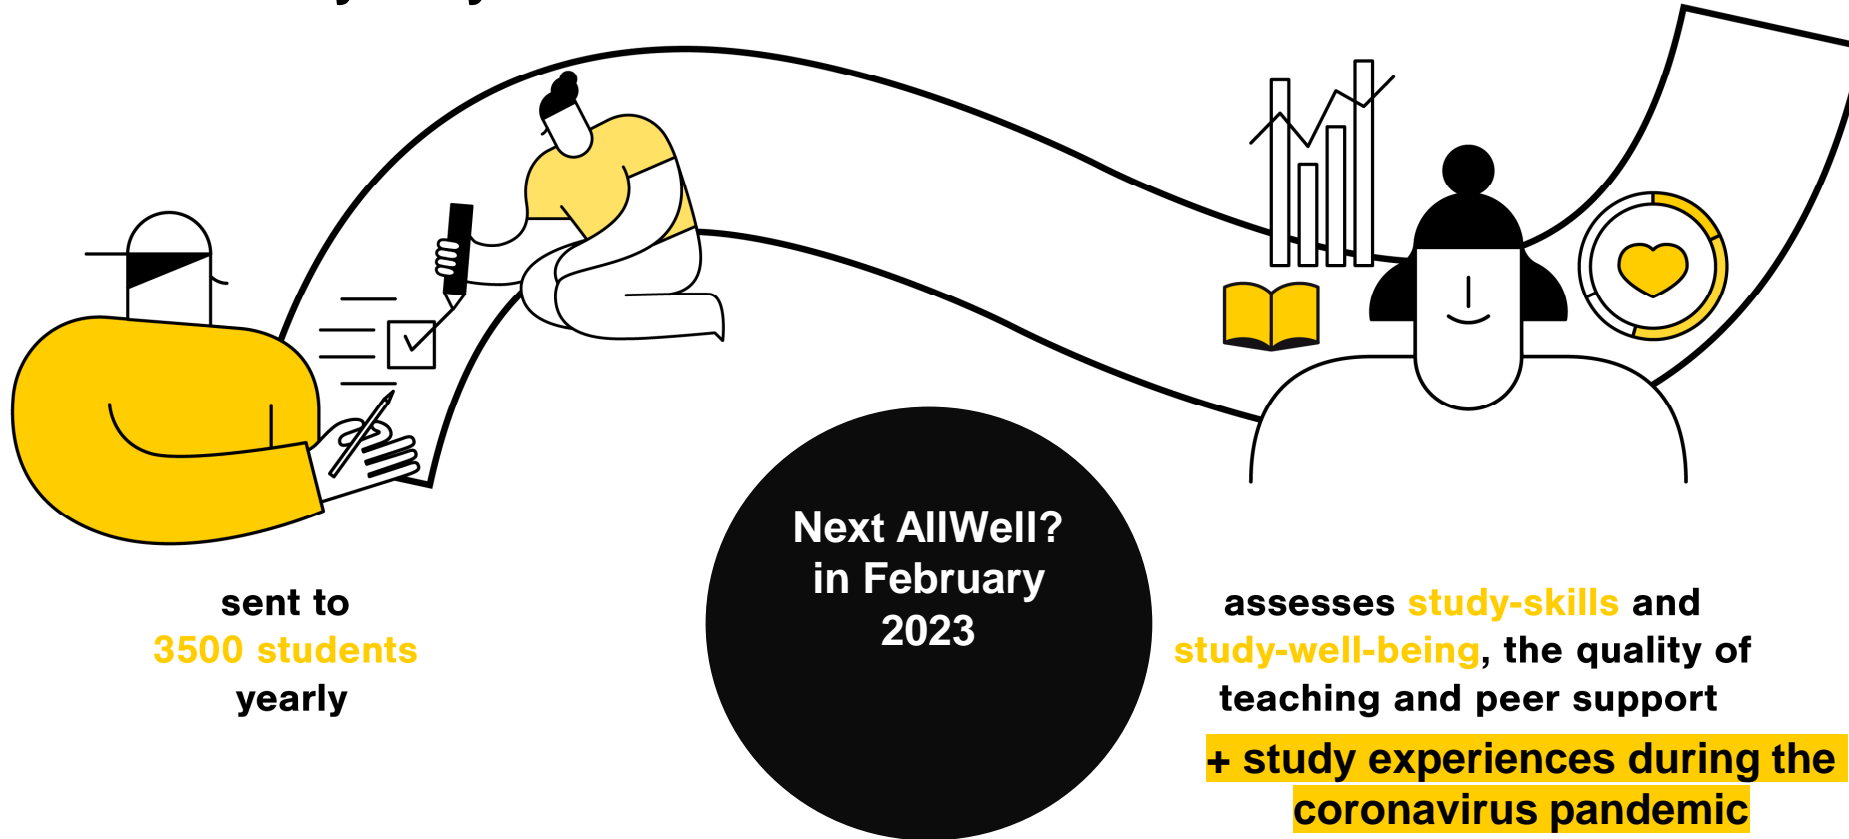 sent to
3500 students
yearly
Next AllWell?
in February
2023
assesses study-skills and
study-well-being, the quality of
teaching and peer support
+ study experiences during the
coronavirus pandemic